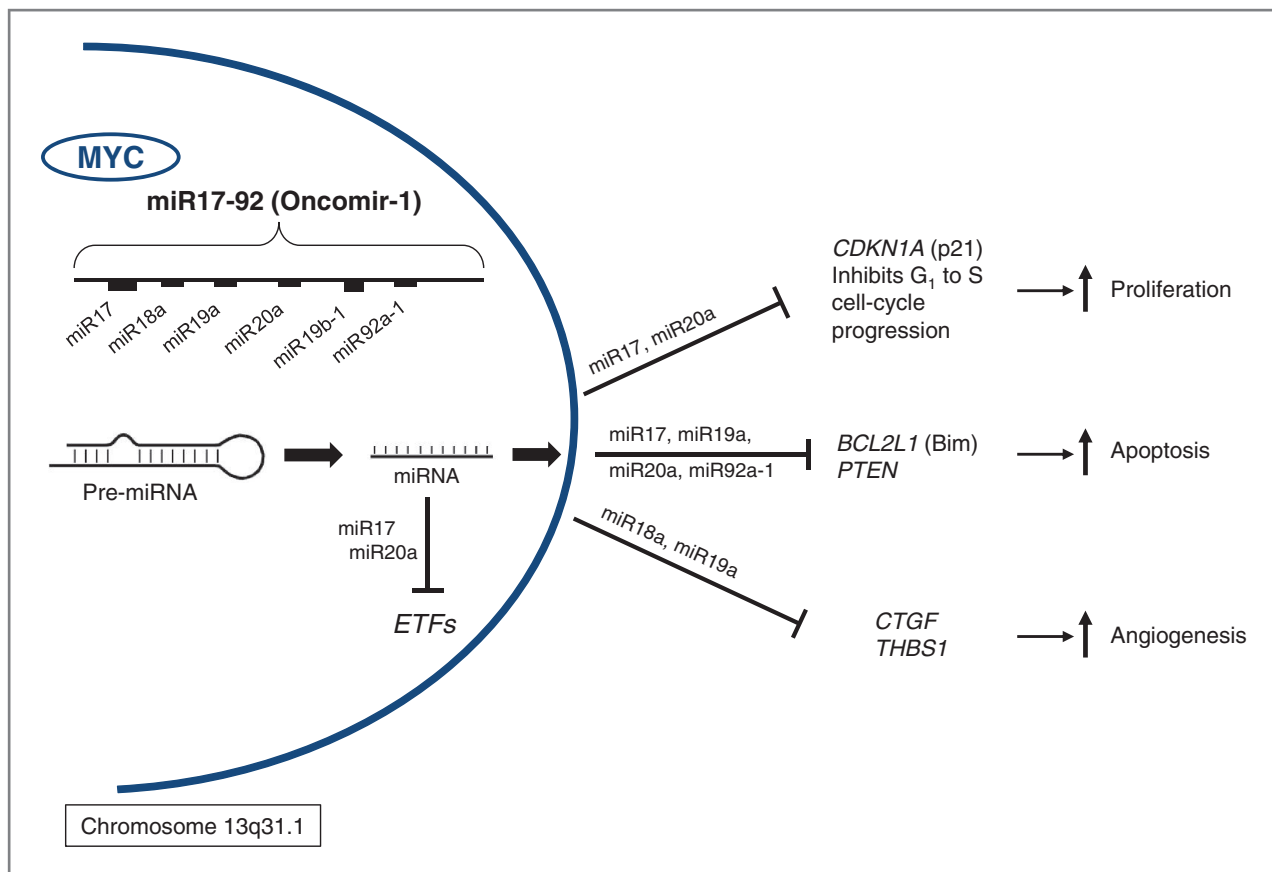 MYC
miR17-92 (Oncomir-1)
miR17
miR18a
miR19a
miR20a
miR19b-1
miR92a-1
Pre-miRNA
miRNA
miR17
miR20a
ETFs
miR17, miR20a
CDKN1A (p21)
Inhibits G₁ to S
cell-cycle
progression
Proliferation
miR17, miR19a,
miR20a, miR92a-1
BCL2L1 (Bim)
PTEN
Apoptosis
miR18a, miR19a
CTGF
THBS1
Angiogenesis
Chromosome 13q31.1